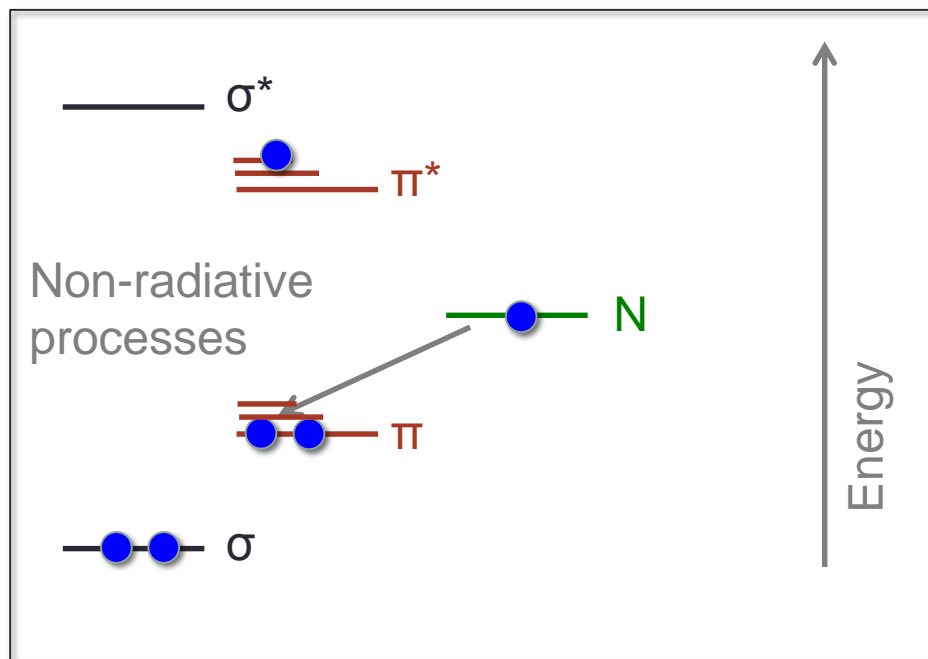 σ*
π*
Non-radiative
processes
N
π
σ
Energy